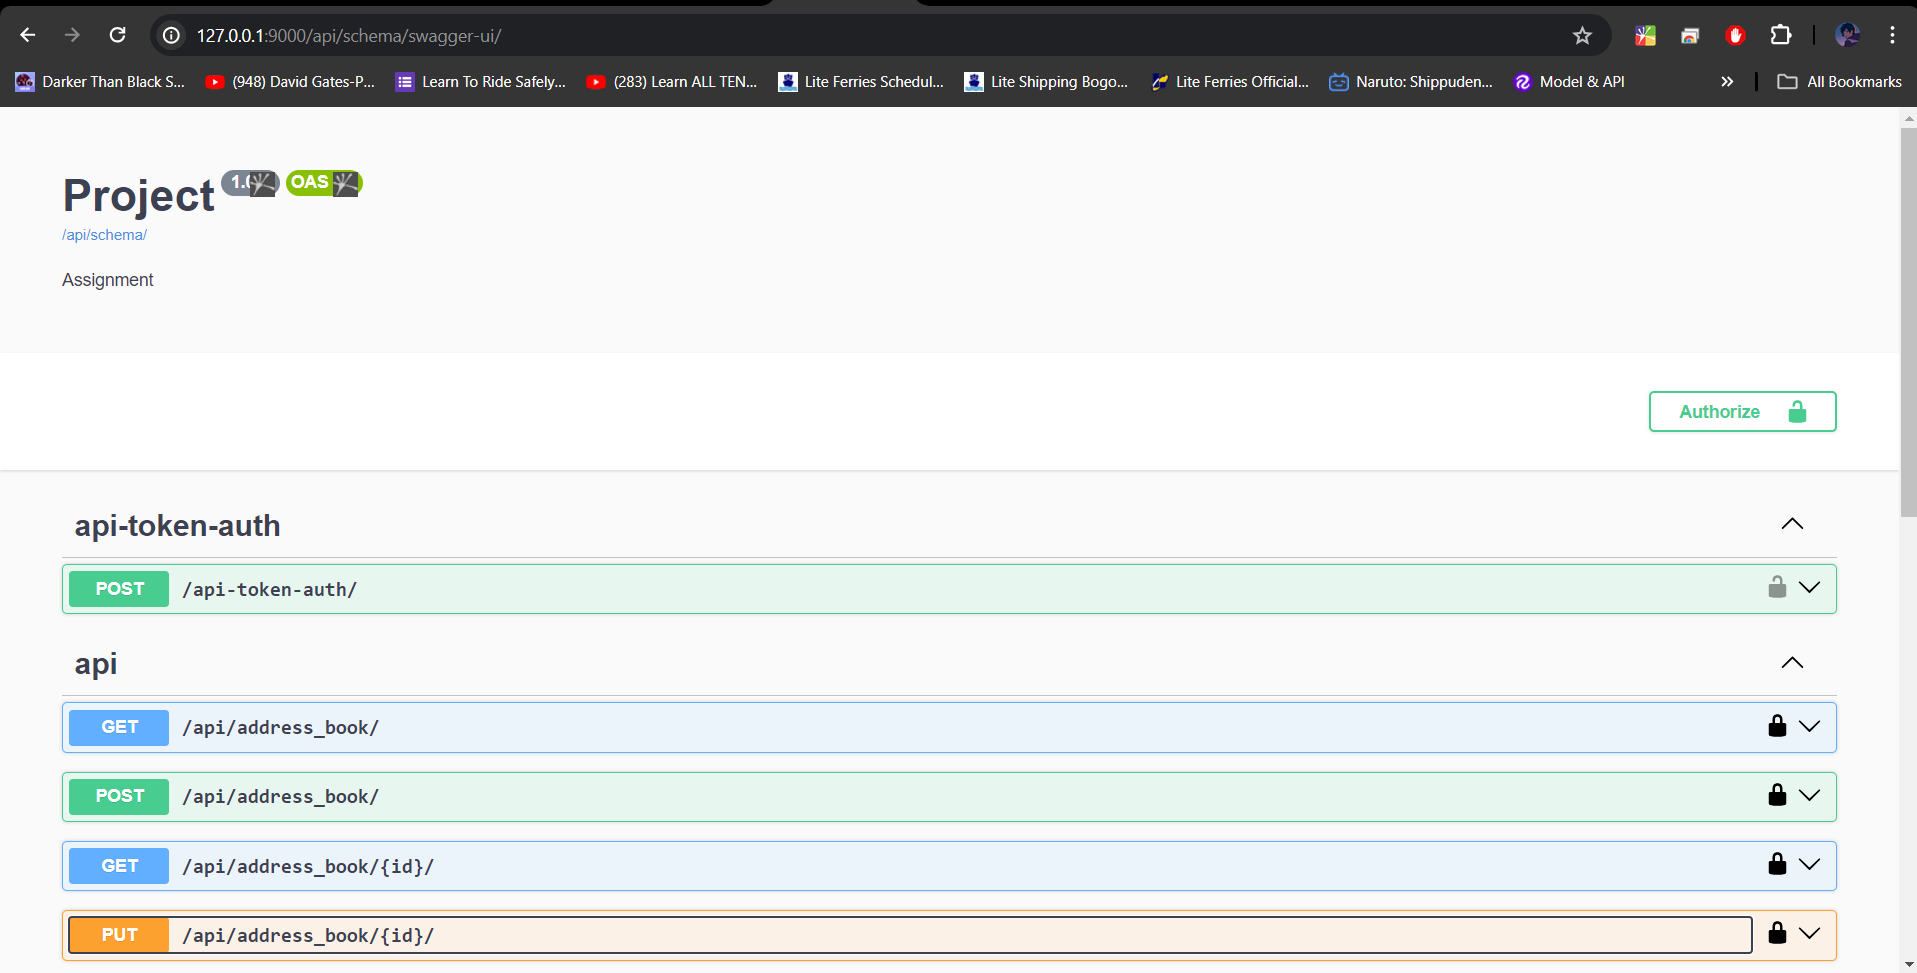 127.0.0.1:9000/api/schema/swagger-ui/
Darker Than Black S... (948) David Gates-P... Learn To Ride Safely... (283) Learn ALL TEN... Lite Ferries Schedul... Lite Shipping Bogo... Lite Ferries Official... Naruto: Shippuden... Model & API » All Bookmarks
Project OAS
/api/schema/
Assignment
Authorize
api-token-auth
POST /api-token-auth/
api
GET /api/address_book/
POST /api/address_book/
GET /api/address_book/{id}/
PUT /api/address_book/{id}/